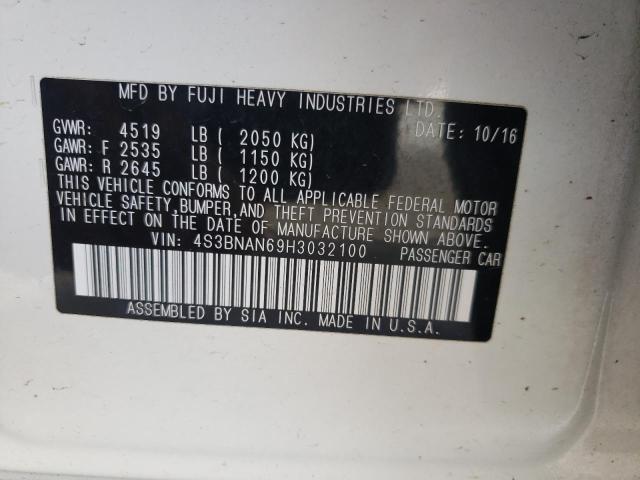 MFD BY FUJI HEAVY INDUSTRIES LTD.
DATE: 10/16
GVWR: 4519 LB ( 2050 KG)
GAWR: F 2535 LB ( 1150 KG)
GAWR: R 2645 LB ( 1200 KG)
THIS VEHICLE CONFORMS TO ALL APPLICABLE FEDERAL MOTOR
VEHICLE SAFETY,BUMPER,AND THEFT PREVENTION STANDARDS
IN EFFECT ON THE DATE OF MANUFACTURE SHOWN ABOVE.
VIN: 4S3BNAN69H3032100 PASSENGER CAR
ASSEMBLED BY SIA INC. MADE IN U.S.A.